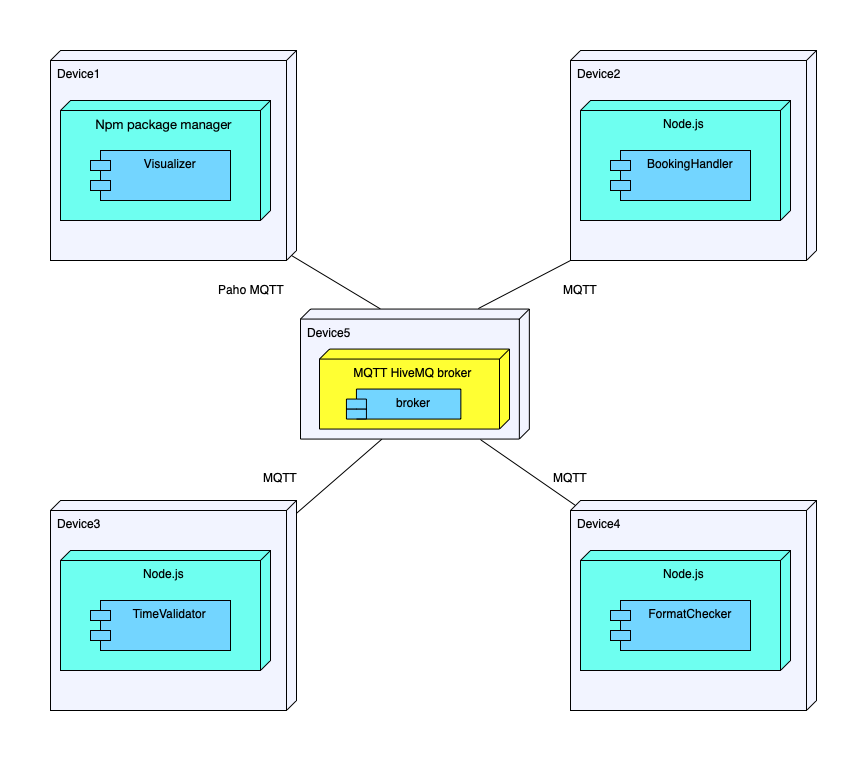 Device1
Npm package manager
Visualizer
Device2
Node.js
BookingHandler
Paho MQTT
MQTT
Device5
MQTT HiveMQ broker
broker
MQTT
MQTT
Device3
Node.js
TimeValidator
Device4
Node.js
FormatChecker